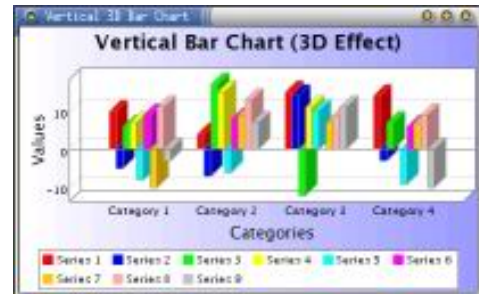 Vertical 3D Bar Chart
Vertical Bar Chart (3D Effect)
Values
10
0
-10
Category 1 Category 2 Category 3 Category 4
Categories
Series 1 Series 2 Series 3 Series 4 Series 5 Series 6
Series 7 Series 8 Series 9